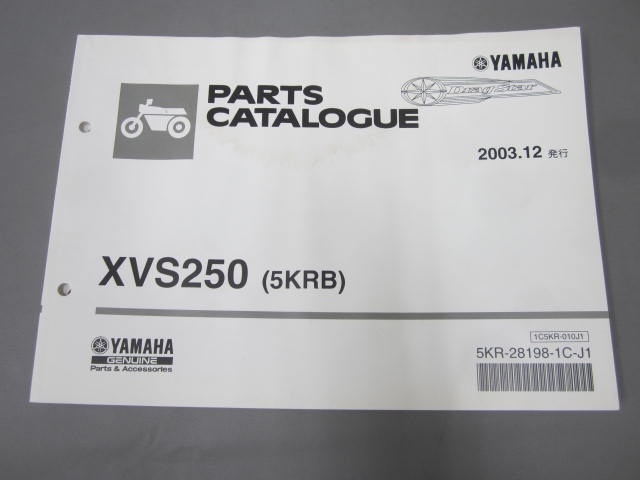 YAMAHA
DragStar
PARTS
CATALOGUE
2003.12 発行
XVS250 (5KRB)
YAMAHA
GENUINE
Parts & Accessories
1C5KR-010J1
5KR-28198-1C-J1